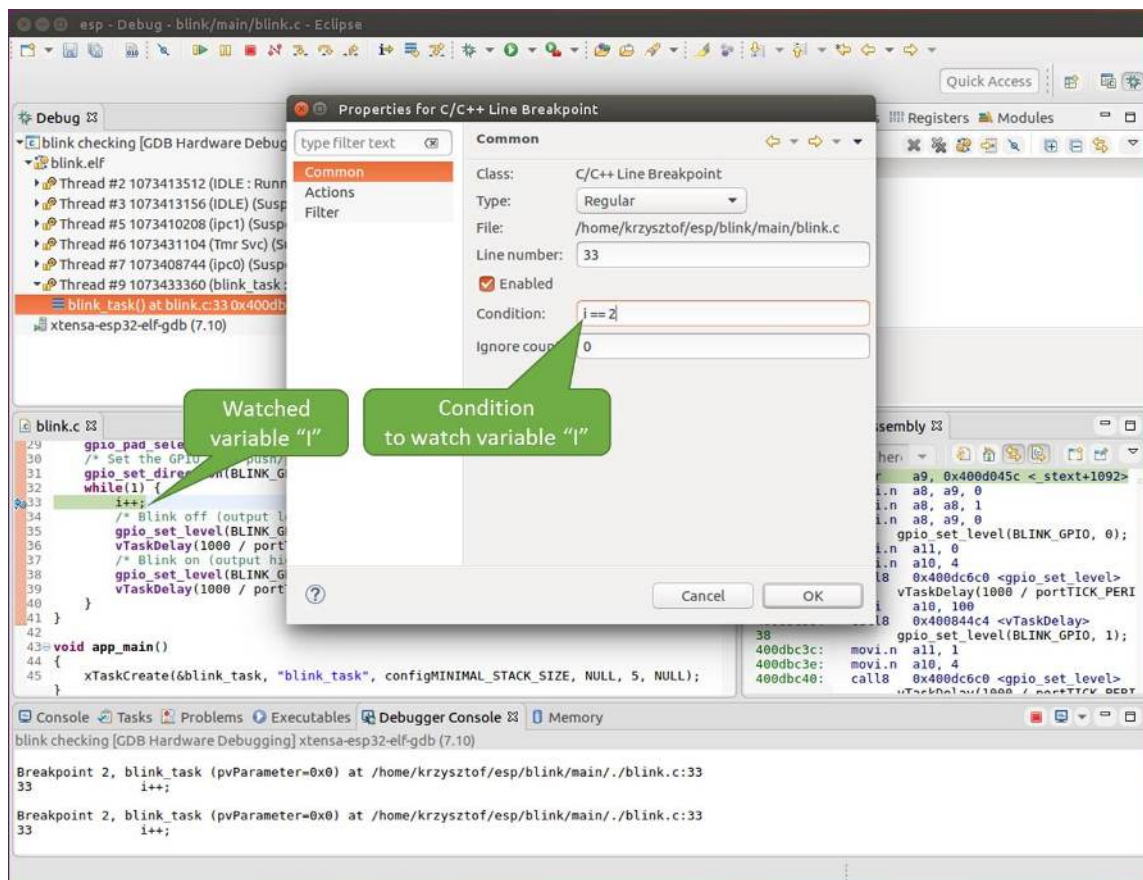 esp - Debug - blink/main/blink.c - Eclipse
Quick Access
Debug
Registers Modules
blink checking [GDB Hardware Debug
blink.elf
Thread #2 1073413512 (IDLE : Runn
Thread #3 1073413156 (IDLE) (Susp
Thread #5 1073410208 (ipc1) (Susp
Thread #6 1073431104 (Tmr Svc) (S
Thread #7 1073408744 (ipc0) (Susp
Thread #9 1073433360 (blink_task :
blink_task() at blink.c:33 0x400db
xtensa-esp32-elf-gdb (7.10)
Properties for C/C++ Line Breakpoint
type filter text
Common
Actions
Filter
Common
Class: C/C++ Line Breakpoint
Type: Regular
File: /home/krzysztof/esp/blink/main/blink.c
Line number: 33
Enabled
Condition: i == 2
Ignore coun 0
Cancel OK
Watched
variable “I”
Condition
to watch variable “I”
blink.c
29 gpio_pad_sele
30 /* Set the GPIO push/
31 gpio_set_direc on(BLINK_G
32 while(1) {
33 i++;
34 /* Blink off (output l
35 gpio_set_level(BLINK_G
36 vTaskDelay(1000 / port
37 /* Blink on (output hi
38 gpio_set_level(BLINK_G
39 vTaskDelay(1000 / port
40 }
41 }
42
43 void app_main()
44 {
45 xTaskCreate(&blink_task, "blink_task", configMINIMAL_STACK_SIZE, NULL, 5, NULL);
}
sembly
her
r a9, 0x400d045c <_stext+1092>
i.n a8, a9, 0
i.n a8, a8, 1
i.n a8, a9, 0
gpio_set_level(BLINK_GPIO, 0);
i.n a11, 0
i.n a10, 4
l8 0x400dc6c0 <gpio_set_level>
vTaskDelay(1000 / portTICK_PERI
i a10, 100
l8 0x400844c4 <vTaskDelay>
38 gpio_set_level(BLINK_GPIO, 1);
400dbc3c: movi.n a11, 1
400dbc3e: movi.n a10, 4
400dbc40: call8 0x400dc6c0 <gpio_set_level>
vTaskDelay(1000 / portTICK_PERI
Console Tasks Problems Executables Debugger Console Memory
blink checking [GDB Hardware Debugging] xtensa-esp32-elf-gdb (7.10)
Breakpoint 2, blink_task (pvParameter=0x0) at /home/krzysztof/esp/blink/main/./blink.c:33
33 i++;
Breakpoint 2, blink_task (pvParameter=0x0) at /home/krzysztof/esp/blink/main/./blink.c:33
33 i++;